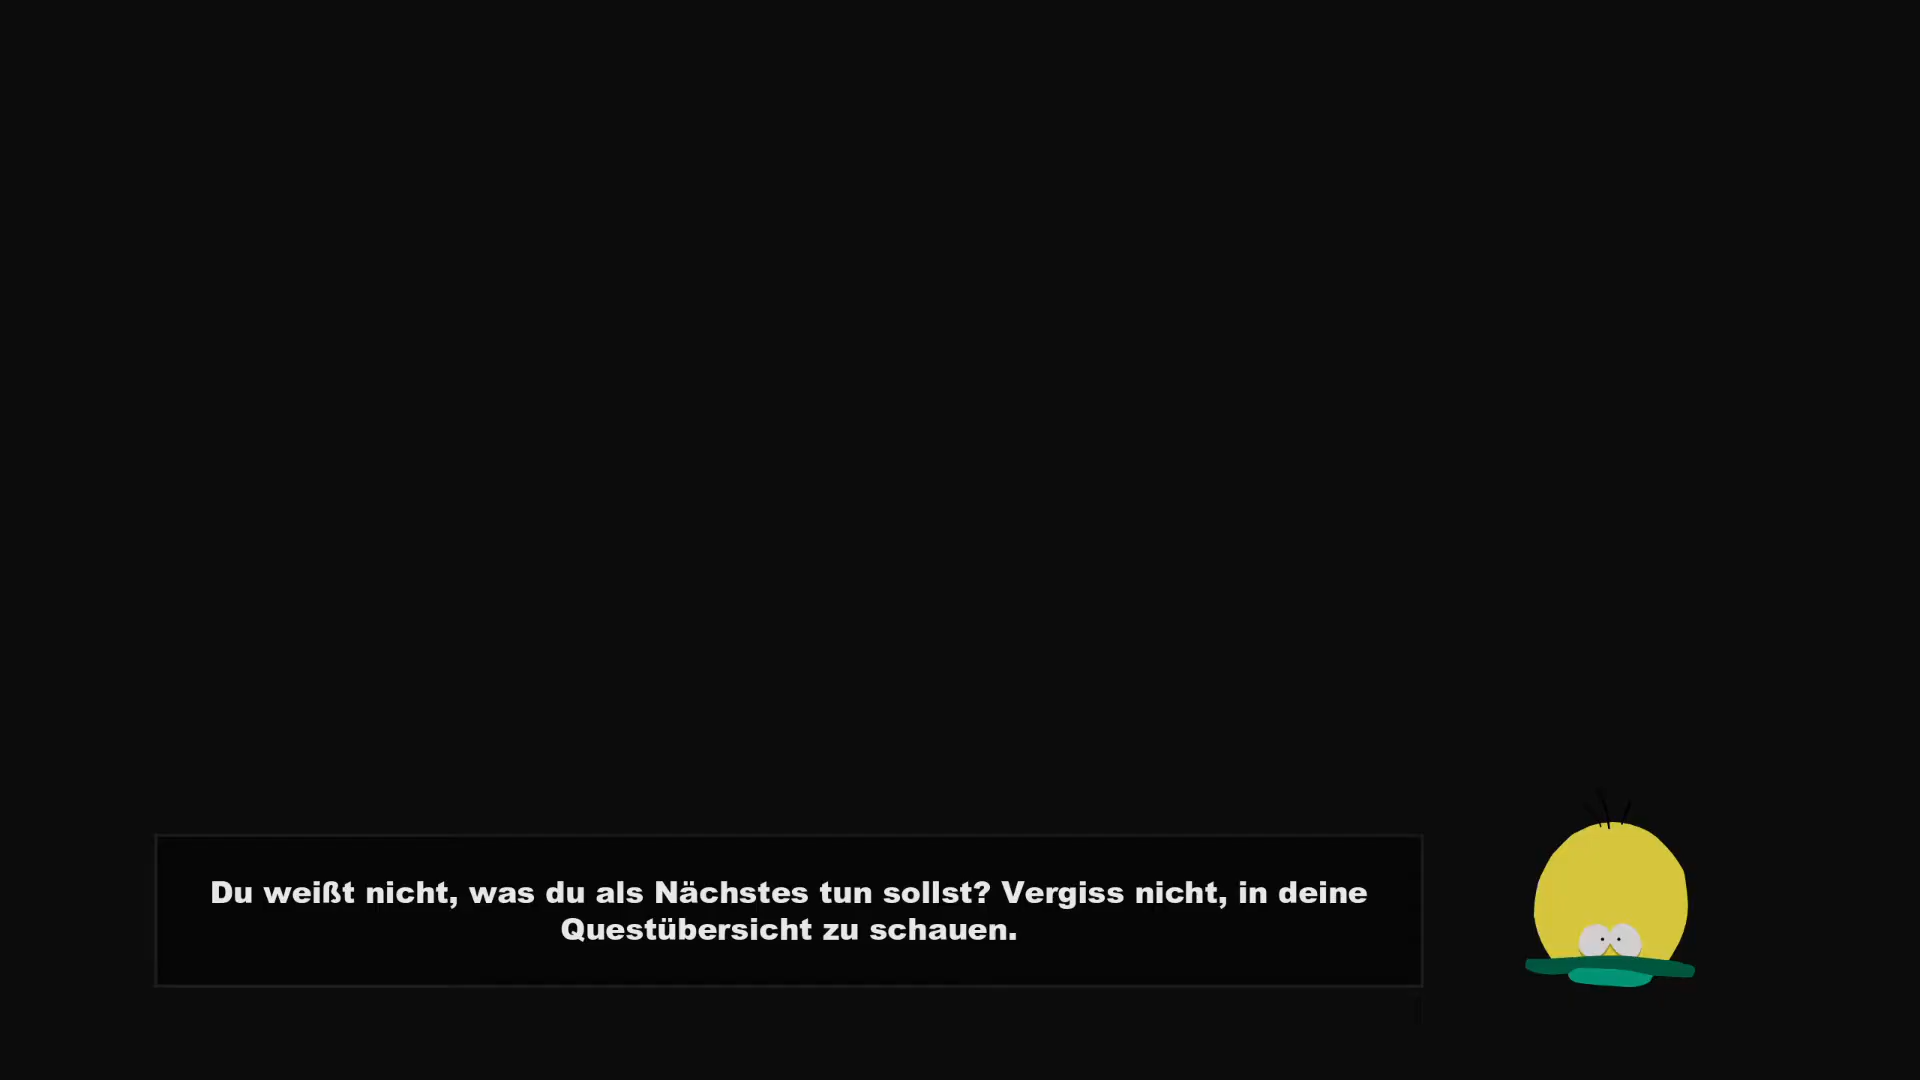 Du weißt nicht, was du als Nächstes tun sollst? Vergiss nicht, in deine
Questübersicht zu schauen.